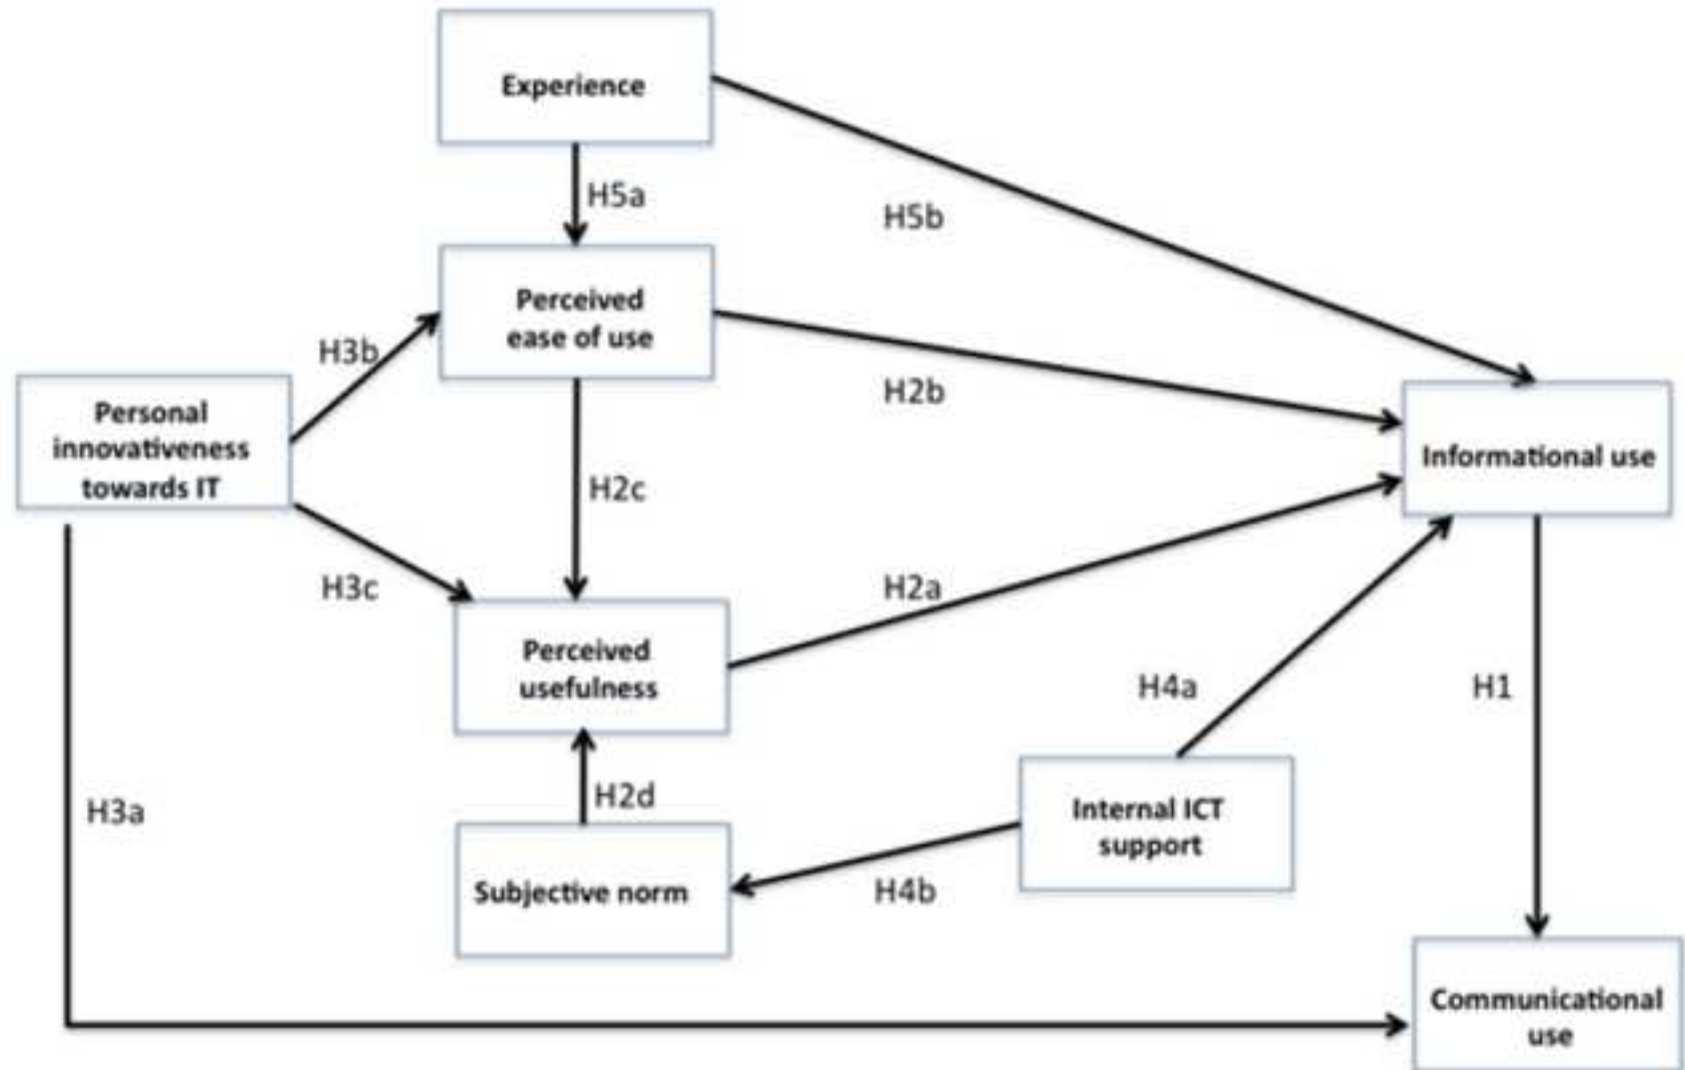 Experience
H5a
H5b
Perceived
ease of use
H3b
H2b
Personal
innovativeness
towards IT
Informational use
H2c
H3c
H2a
Perceived
usefulness
H4a
H1
H2d
H3a
Internal ICT
support
Subjective norm
H4b
Communicational
use